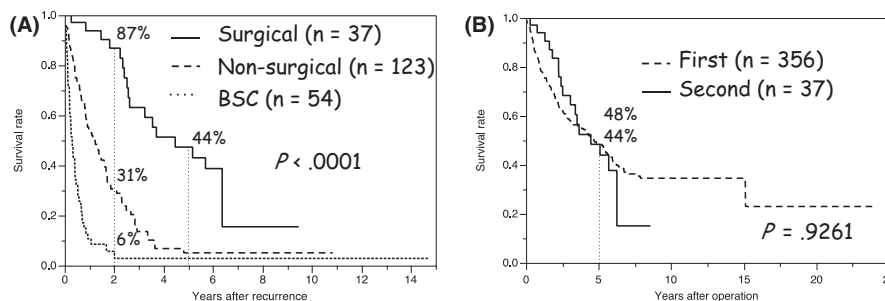 (A)
Survival rate
1.0
0.8
0.6
0.4
0.2
0.0
87%
Surgical (n = 37)
Non-surgical (n = 123)
BSC (n = 54)
44%
P < .0001
31%
6%
0 2 4 6 8 10 12 14
Years after recurrence
(B)
Survival rate
1.0
0.8
0.6
0.4
0.2
0.0
First (n = 356)
Second (n = 37)
48%
44%
P = .9261
0 5 10 15 20 25
Years after operation